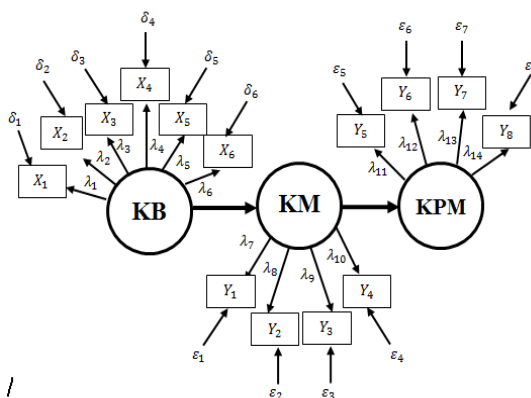 δ₄
ε₆ ε₇
δ₃ δ₅
δ₂ δ₆
ε₅ ε
δ₁
X₄
X₃ X₅
X₂ X₆
X₁
Y₆ Y₇
Y₅ Y₈
λ₁ λ₂ λ₃ λ₄ λ₅ λ₆
λ₁₁ λ₁₂ λ₁₃ λ₁₄
KB KM KPM
λ₇ λ₈ λ₉ λ₁₀
Y₁ Y₂ Y₃ Y₄
ε₁ ε₂ ε₃ ε₄
/